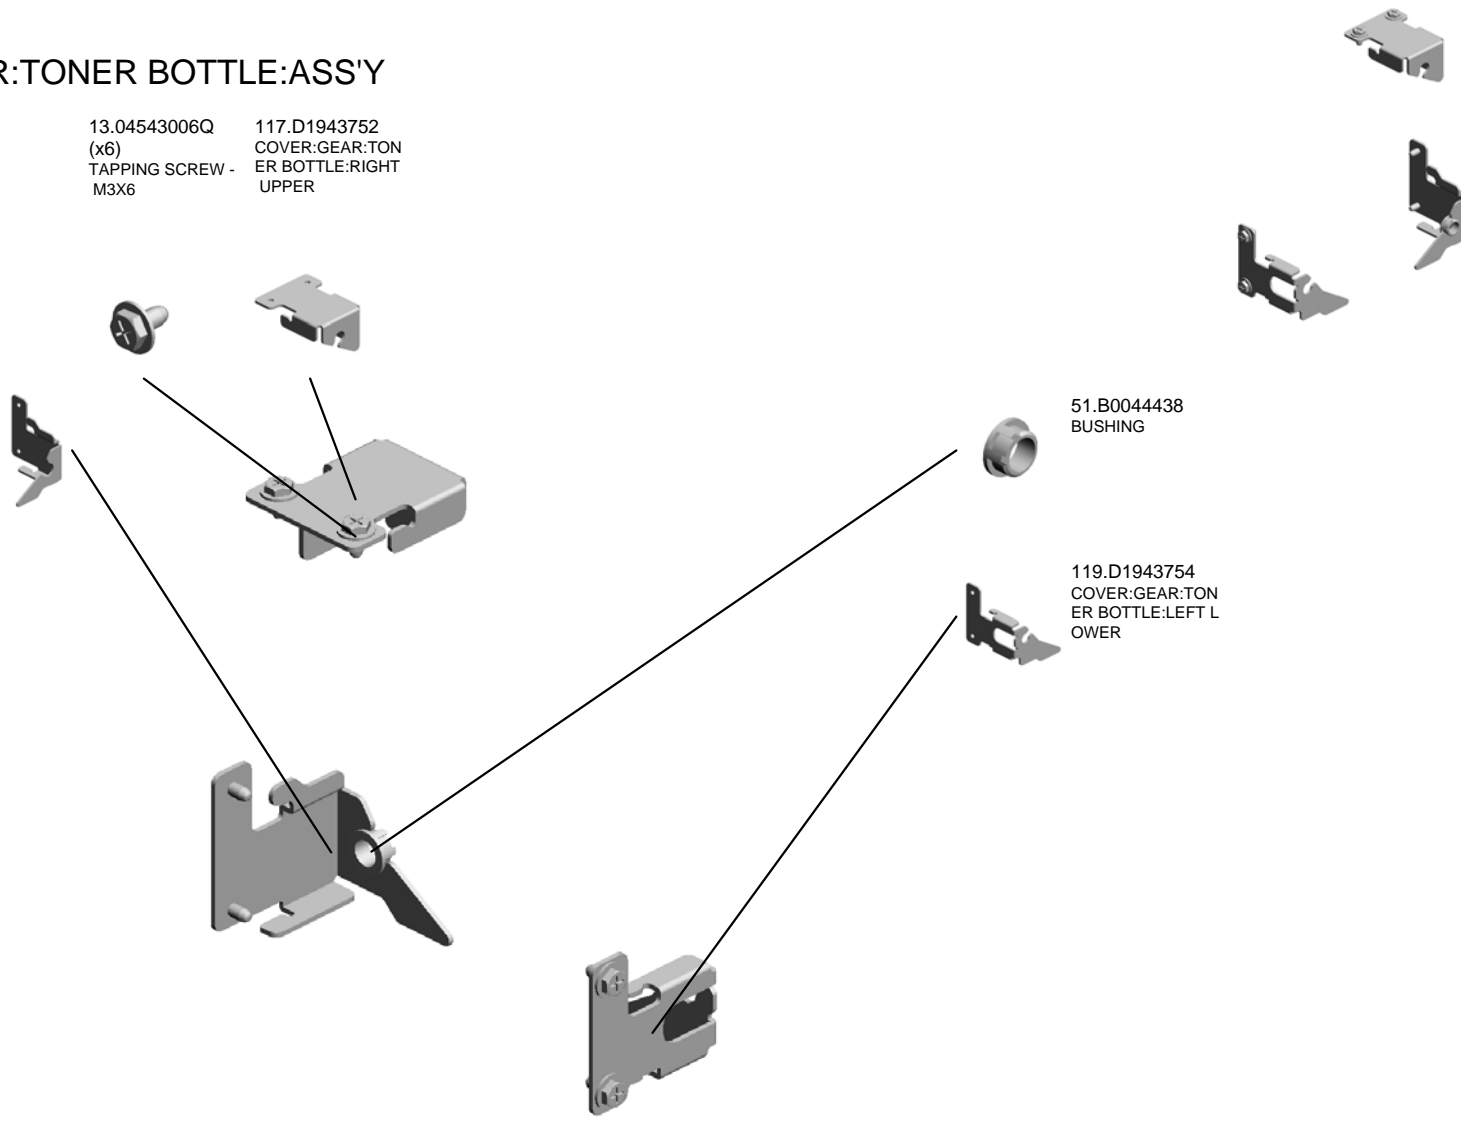 R:TONER BOTTLE:ASS'Y
13.04543006Q
(x6)
TAPPING SCREW -
M3X6
117.D1943752
COVER:GEAR:TON
ER BOTTLE:RIGHT
UPPER
51.B0044438
BUSHING
119.D1943754
COVER:GEAR:TON
ER BOTTLE:LEFT L
OWER